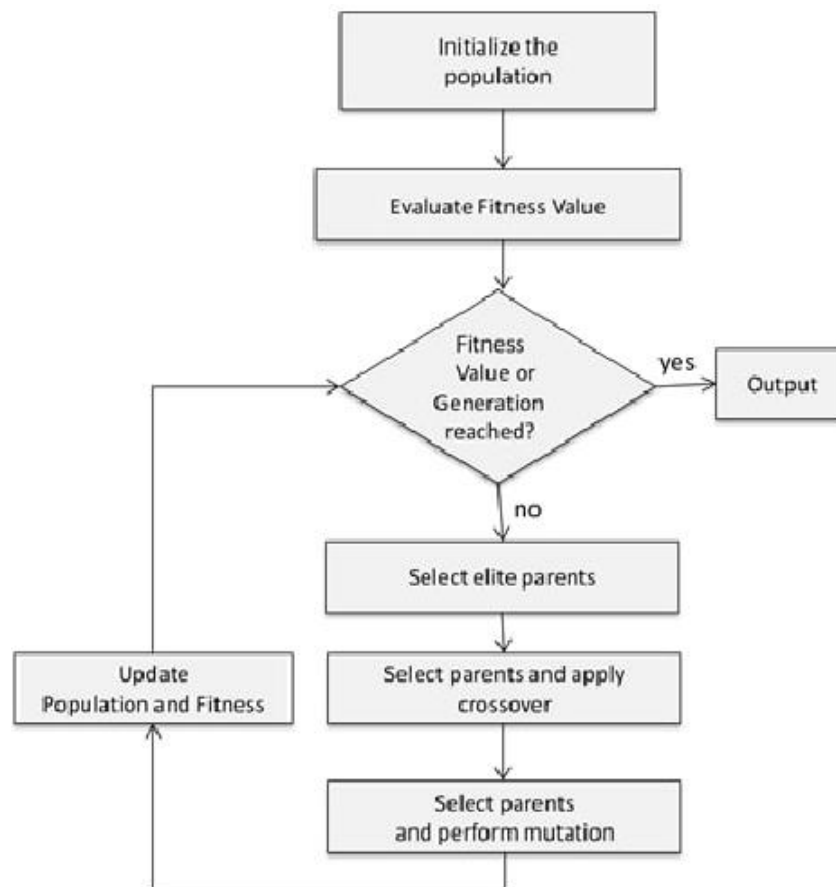 Initialize the
population
Evaluate Fitness Value
Fitness
Value or
Generation
reached?
yes
Output
no
Select elite parents
Update
Population and Fitness
Select parents and apply
crossover
Select parents
and perform mutation